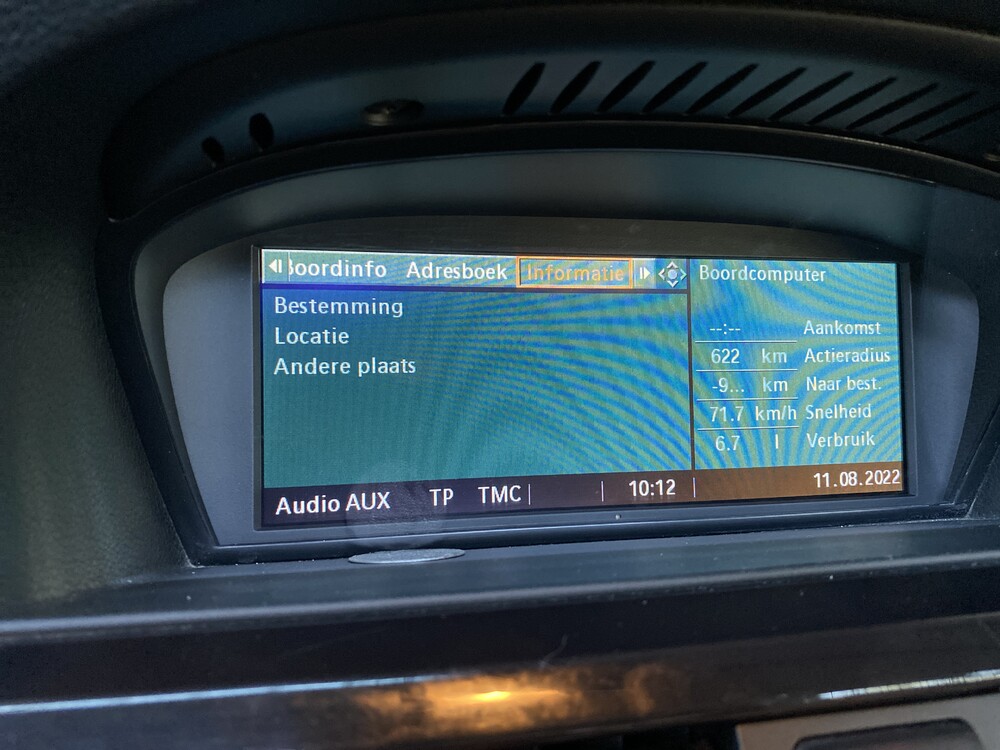 Boordinfo Adresboek Informatie
Bestemming
Locatie
Andere plaats
Boordcomputer
--:-- Aankomst
622 km Actieradius
-9... km Naar best.
71.7 km/h Snelheid
6.7 l Verbruik
Audio AUX TP TMC 10:12 11.08.2022